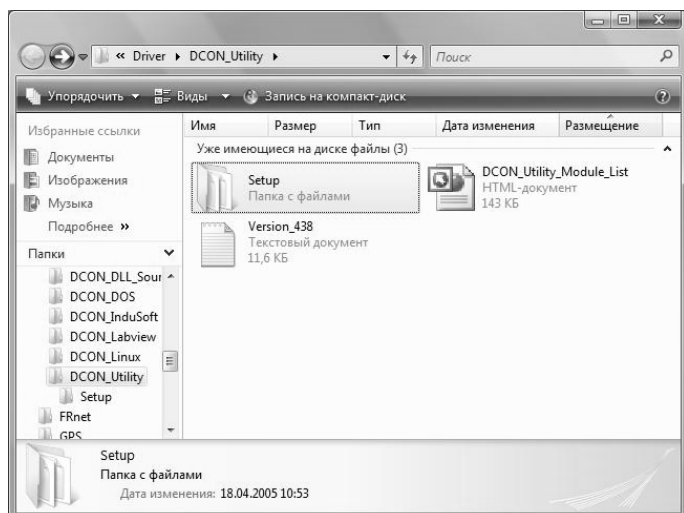 « Driver ▸ DCON_Utility ▸
Поиск
Упорядочить Виды Запись на компакт-диск
Избранные ссылки
Документы
Изображения
Музыка
Подробнее »
Папки
DCON_DLL_Sour
DCON_DOS
DCON_InduSoft
DCON_Labview
DCON_Linux
DCON_Utility
Setup
FRnet
GPS
Имя Размер Тип Дата изменения Размещение
Уже имеющиеся на диске файлы (3)
Setup
Папка с файлами
DCON_Utility_Module_List
HTML-документ
143 КБ
Version_438
Текстовый документ
11,6 КБ
Setup
Папка с файлами
Дата изменения: 18.04.2005 10:53